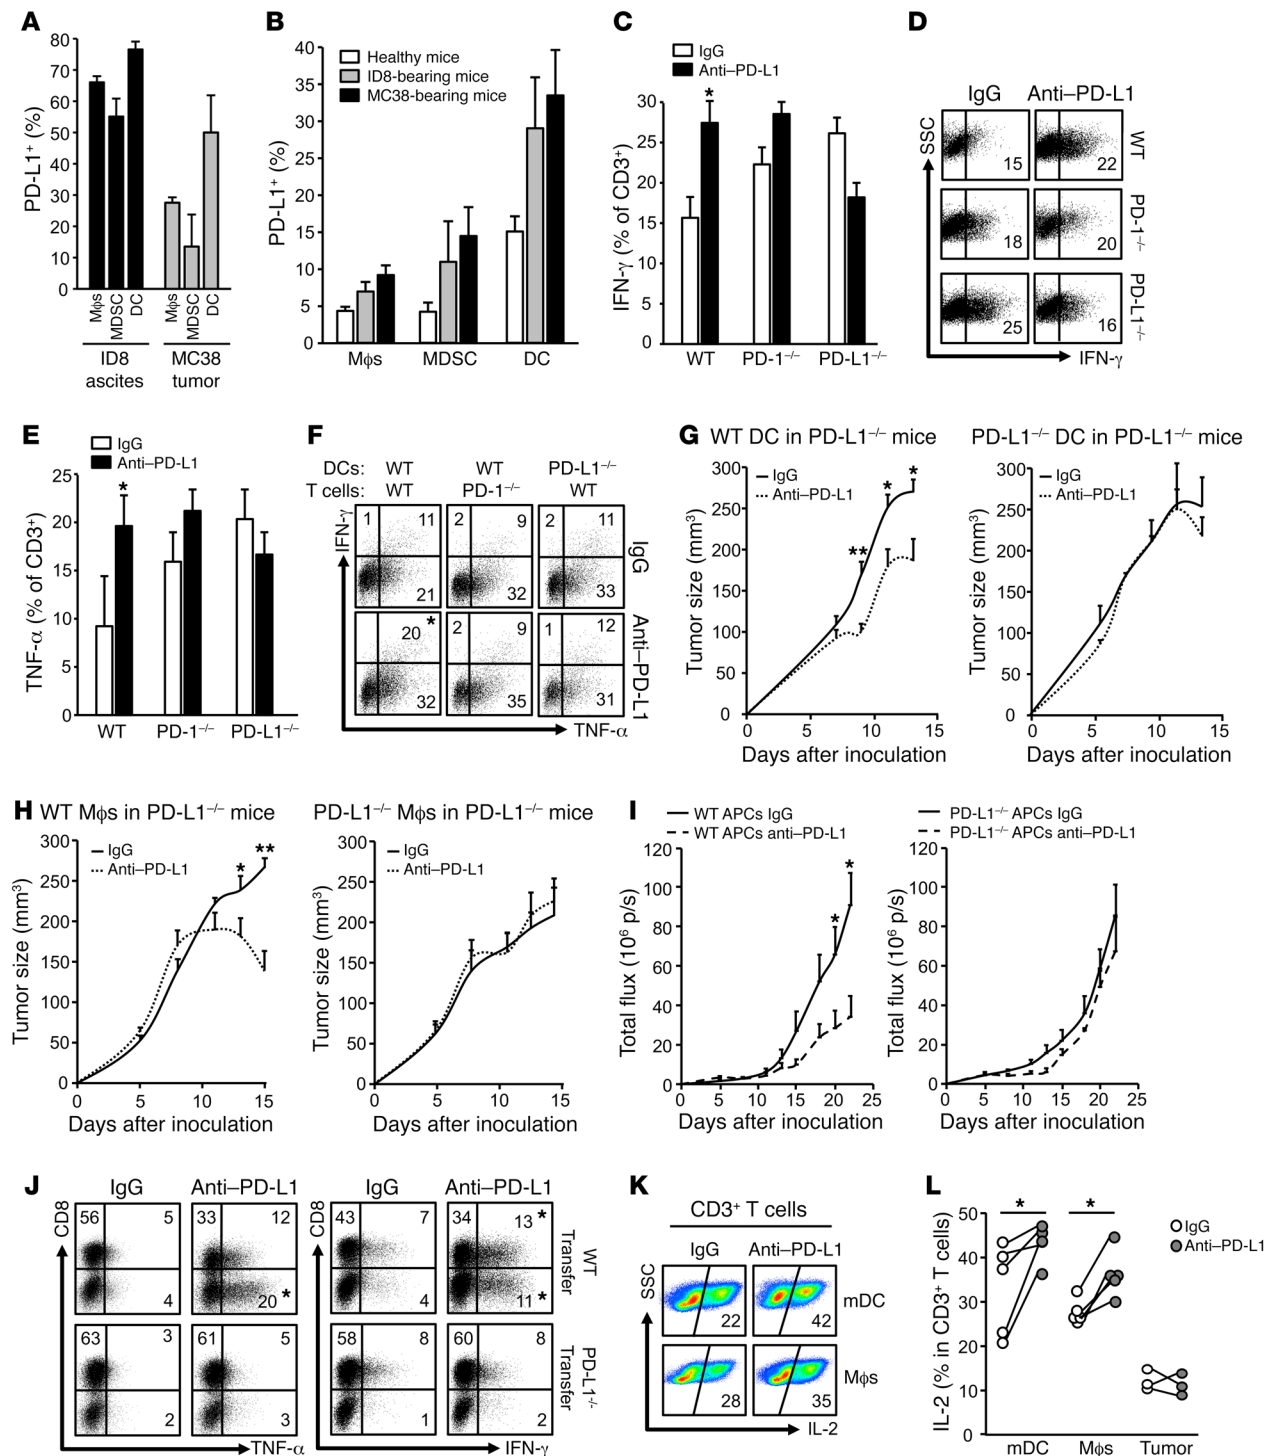 A
80
70
60
50
40
30
20
10
0
PD-L1⁺ (%)
Mϕs
MDSC
DC
Mϕs
MDSC
DC
ID8
ascites
MC38
tumor
B
Healthy mice
ID8-bearing mice
MC38-bearing mice
40
35
30
25
20
15
10
5
0
PD-L1⁺ (%)
Mϕs MDSC DC
C
IgG
Anti–PD-L1
30
25
20
15
10
5
0
IFN-γ (% of CD3⁺)
*
WT PD-1⁻/⁻ PD-L1⁻/⁻
D
IgG Anti–PD-L1
SSC
15 22 WT
18 20 PD-1⁻/⁻
25 16 PD-L1⁻/⁻
IFN-γ
E
IgG
Anti–PD-L1
25
20
15
10
5
0
TNF-α (% of CD3⁺)
*
WT PD-1⁻/⁻ PD-L1⁻/⁻
F
DCs: WT WT PD-L1⁻/⁻
T cells: WT PD-1⁻/⁻ WT
IFN-γ
1 11 2 9 2 11
21 32 33
IgG
20 * 2 9 1 12
32 35 31
Anti–PD-L1
TNF-α
G WT DC in PD-L1⁻/⁻ mice
IgG
Anti–PD-L1
300
250
200
150
100
50
0
Tumor size (mm³)
** * *
0 5 10 15
Days after inoculation
PD-L1⁻/⁻ DC in PD-L1⁻/⁻ mice
IgG
Anti–PD-L1
300
250
200
150
100
50
0
Tumor size (mm³)
0 5 10 15
Days after inoculation
H WT Mϕs in PD-L1⁻/⁻ mice
IgG
Anti–PD-L1
300
250
200
150
100
50
0
Tumor size (mm³)
* **
0 5 10 15
Days after inoculation
PD-L1⁻/⁻ Mϕs in PD-L1⁻/⁻ mice
IgG
Anti–PD-L1
300
250
200
150
100
50
0
Tumor size (mm³)
0 5 10 15
Days after inoculation
I
WT APCs IgG
WT APCs anti–PD-L1
120
100
80
60
40
20
0
Total flux (10⁶ p/s)
* *
0 5 10 15 20 25
Days after inoculation
PD-L1⁻/⁻ APCs IgG
PD-L1⁻/⁻ APCs anti–PD-L1
120
100
80
60
40
20
0
Total flux (10⁶ p/s)
0 5 10 15 20 25
Days after inoculation
J
IgG Anti–PD-L1 IgG Anti–PD-L1
CD8
CD8
56 5 33 12 43 7 34 13 *
4 20 * 4 11 *
WT
Transfer
63 3 61 5 58 8 60 8
2 3 1 2
PD-L1⁻/⁻
Transfer
TNF-α
IFN-γ
K
CD3⁺ T cells
IgG Anti–PD-L1
SSC
22 42 mDC
28 35 Mϕs
IL-2
L
50
40
30
20
10
0
IL-2 (% in CD3⁺ T cells)
* *
IgG
Anti–PD-L1
mDC Mϕs Tumor